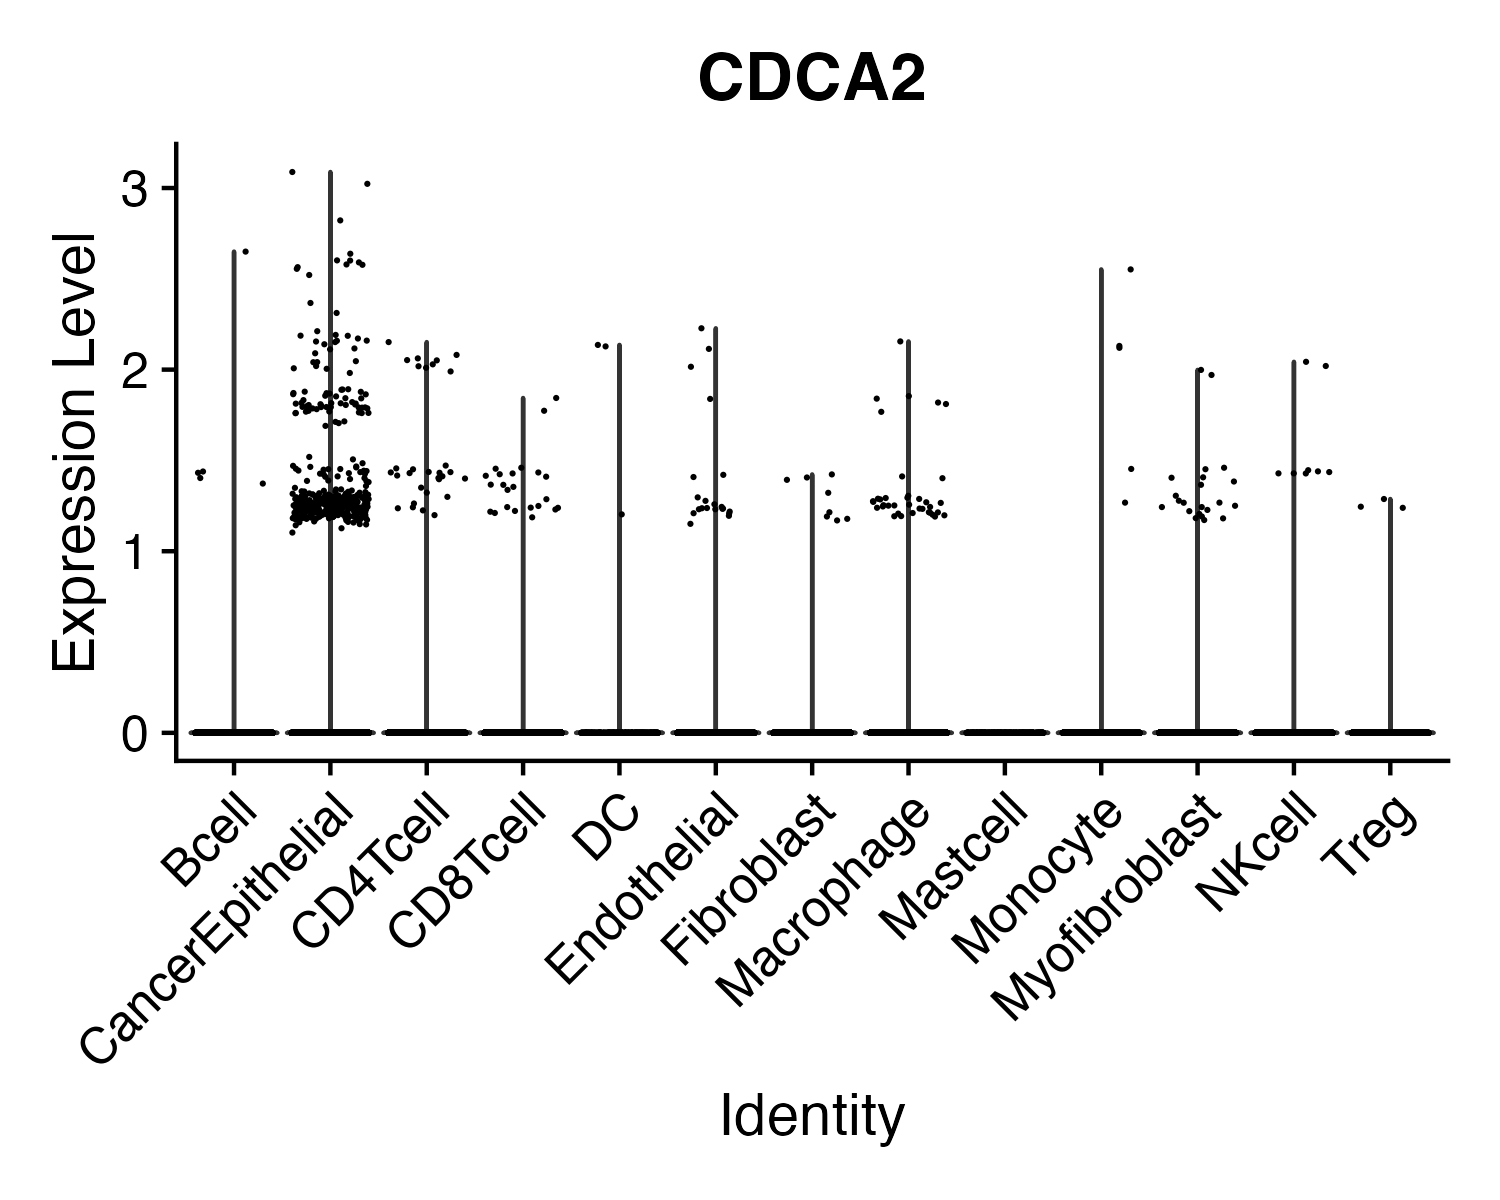 CDCA2
Expression Level
3
2
1
0
Bcell
CancerEpithelial
CD4Tcell
CD8Tcell
DC
Endothelial
Fibroblast
Macrophage
Mastcell
Monocyte
Myofibroblast
NKcell
Treg
Identity